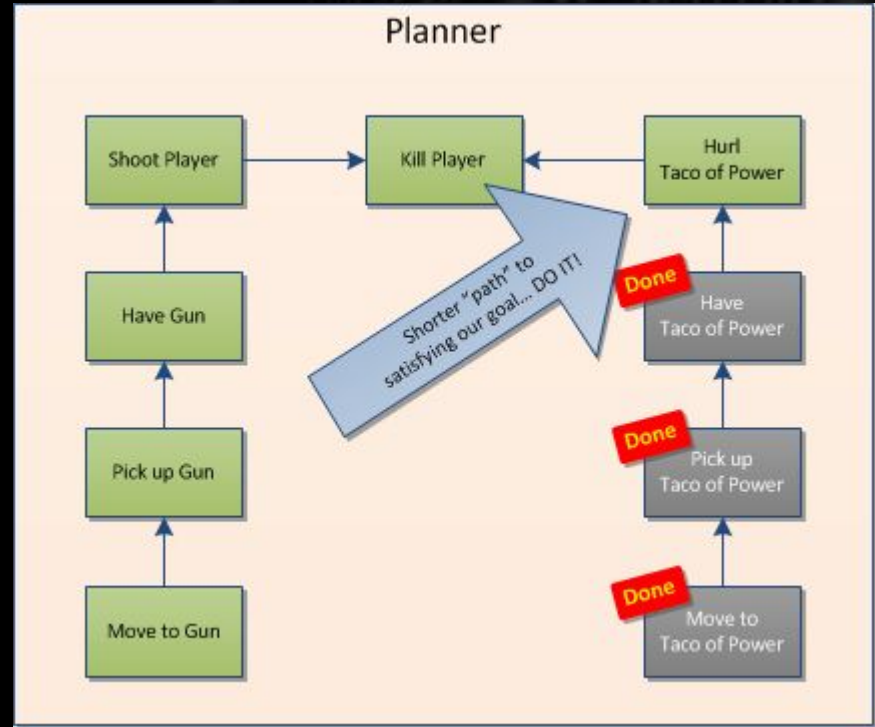 Planner
Shoot Player
Kill Player
Hurl
Taco of Power
Shorter "path" to
satisfying our goal... DO IT!
Have Gun
Done
Have
Taco of Power
Pick up Gun
Done
Pick up
Taco of Power
Move to Gun
Done
Move to
Taco of Power